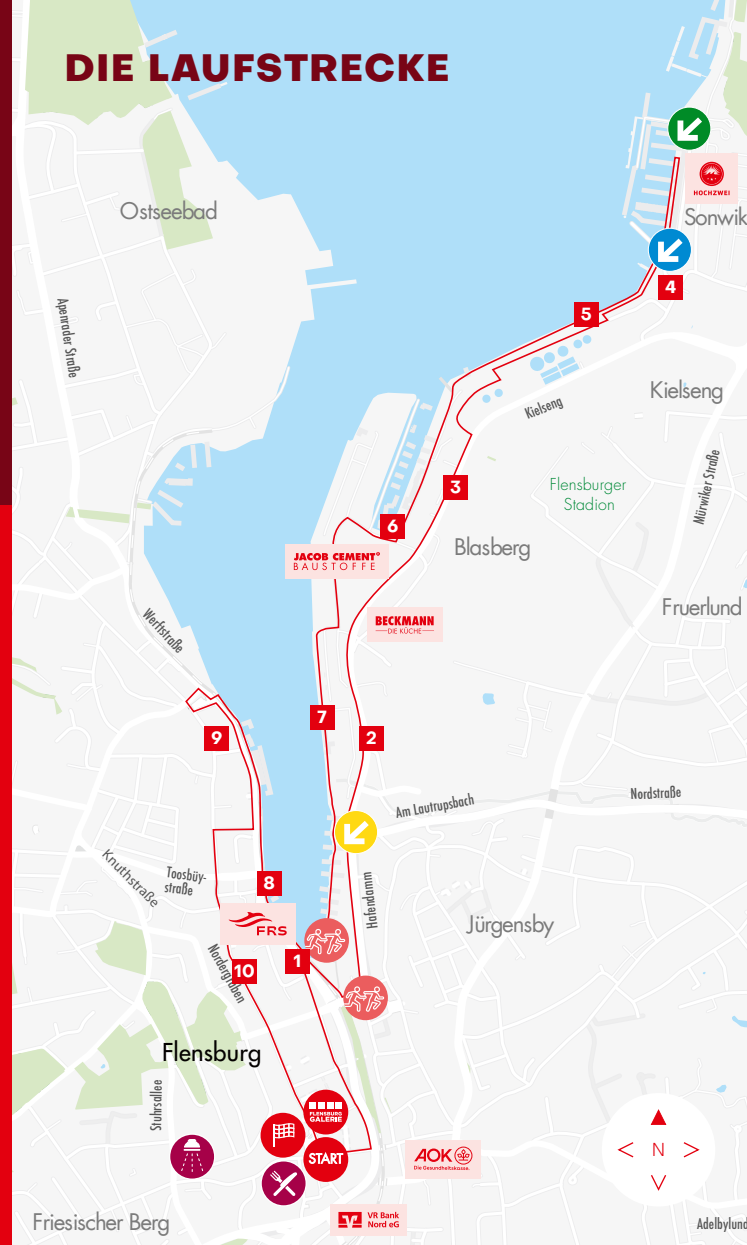 DIE LAUFSTRECKE
HOCHZWEI
Sonwik
Ostseebad
4
5
Apenrader Straße
Kielseng
Kielseng
Mürwiker Straße
3
Flensburger
Stadion
6
Blasberg
JACOB CEMENT®
BAUSTOFFE
Fruerlund
BECKMANN
DIE KÜCHE
Werftstraße
7
2
9
Nordstraße
Am Lautrupsbach
Knuthstraße
Toosbüy-
straße
8
Hafendamm
FRS
Jürgensby
1
10
Nordergraben
Flensburg
Stuhrsallee
FLENSBURG
GALERIE
START
AOK
Die Gesundheitskasse.
N
VR Bank
Nord eG
Friesischer Berg
Adelbylund